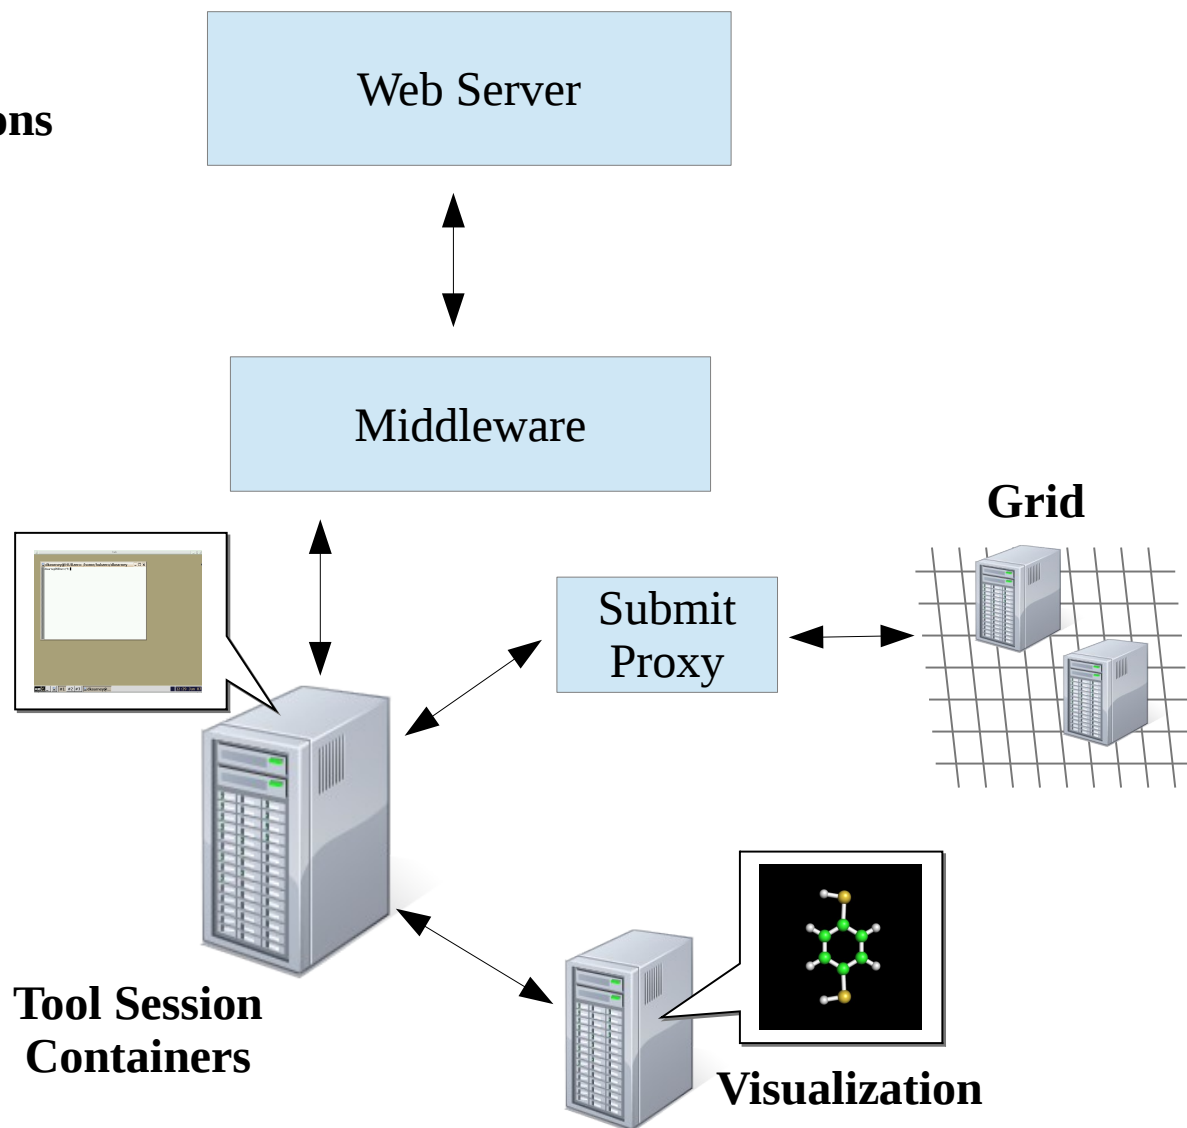 Web Server
ons
Middleware
Grid
Submit
Proxy
Tool Session
Containers
Visualization